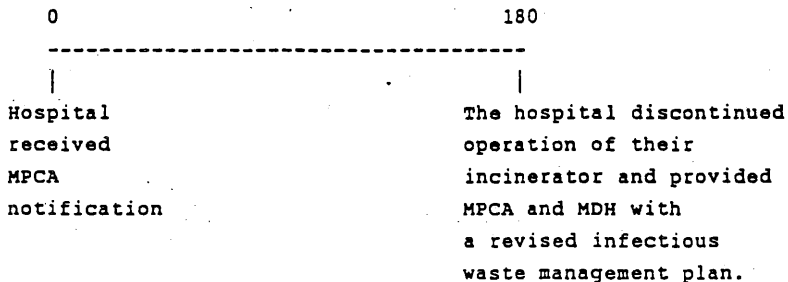 0 180
Hospital
received
MPCA
notification
The hospital discontinued
operation of their
incinerator and provided
MPCA and MDH with
a revised infectious
waste management plan.